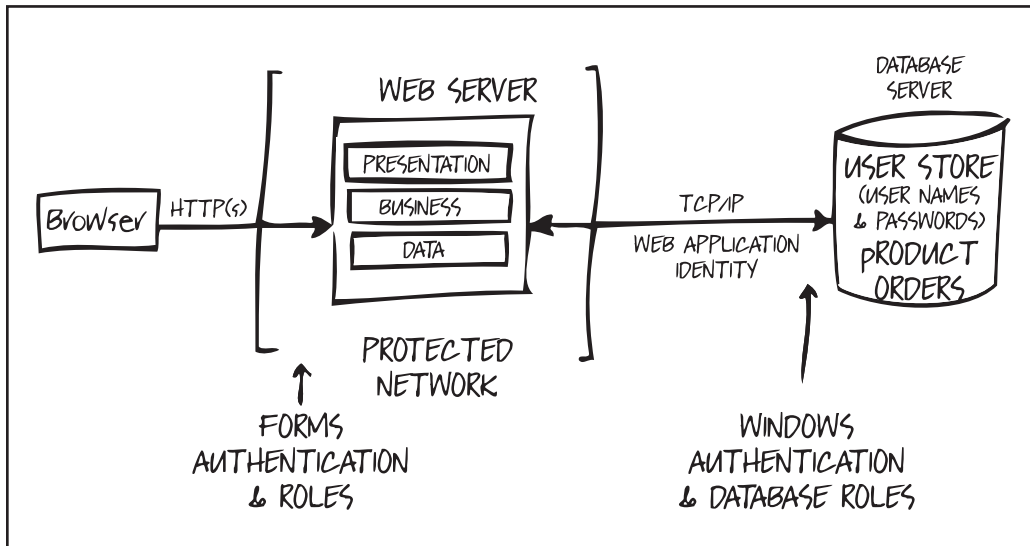 Browser
HTTP(S)
WEB SERVER
PRESENTATION
BUSINESS
DATA
PROTECTED
NETWORK
FORMS
AUTHENTICATION
& ROLES
TCP/IP
WEB APPLICATION
IDENTITY
WINDOWS
AUTHENTICATION
& DATABASE ROLES
DATABASE
SERVER
USER STORE
(USER NAMES
& PASSWORDS)
PRODUCT
ORDERS